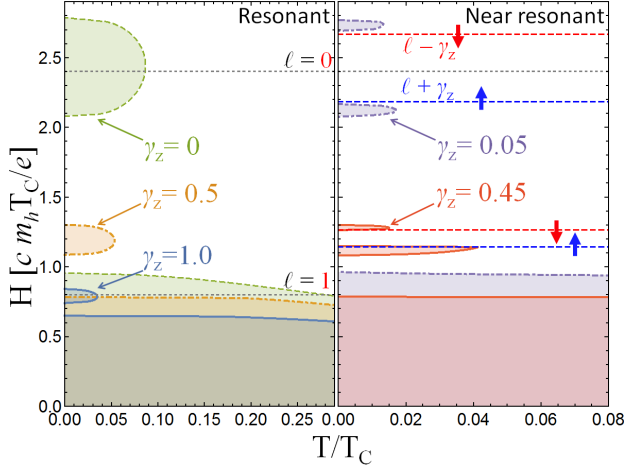 Resonant
Near resonant
ℓ = 0
ℓ − γz
ℓ + γz
γz = 0
γz = 0.05
γz = 0.5
γz = 0.45
γz = 1.0
ℓ = 1
H [c mhTC/e]
2.5
2.0
1.5
1.0
0.5
0.0
0.00 0.05 0.10 0.15 0.20 0.25
0.00 0.02 0.04 0.06 0.08
T/TC